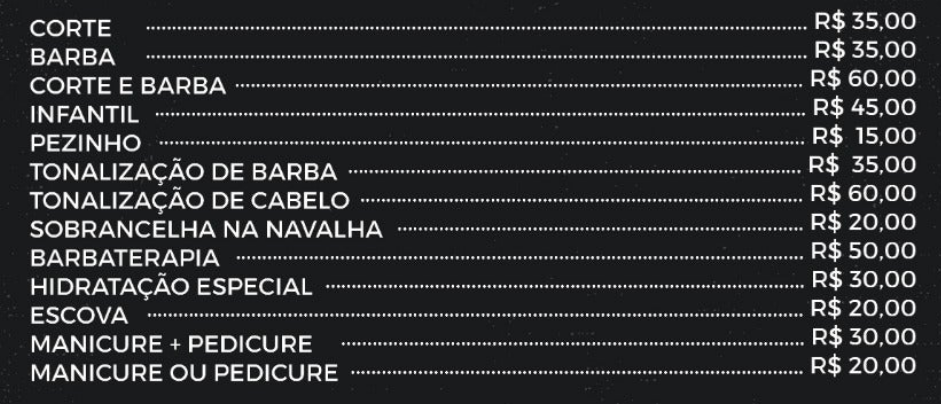 CORTE R$ 35,00
BARBA R$ 35,00
CORTE E BARBA R$ 60,00
INFANTIL R$ 45,00
PEZINHO R$ 15,00
TONALIZAÇÃO DE BARBA R$ 35,00
TONALIZAÇÃO DE CABELO R$ 60,00
SOBRANCELHA NA NAVALHA R$ 20,00
BARBATERAPIA R$ 50,00
HIDRATAÇÃO ESPECIAL R$ 30,00
ESCOVA R$ 20,00
MANICURE + PEDICURE R$ 30,00
MANICURE OU PEDICURE R$ 20,00